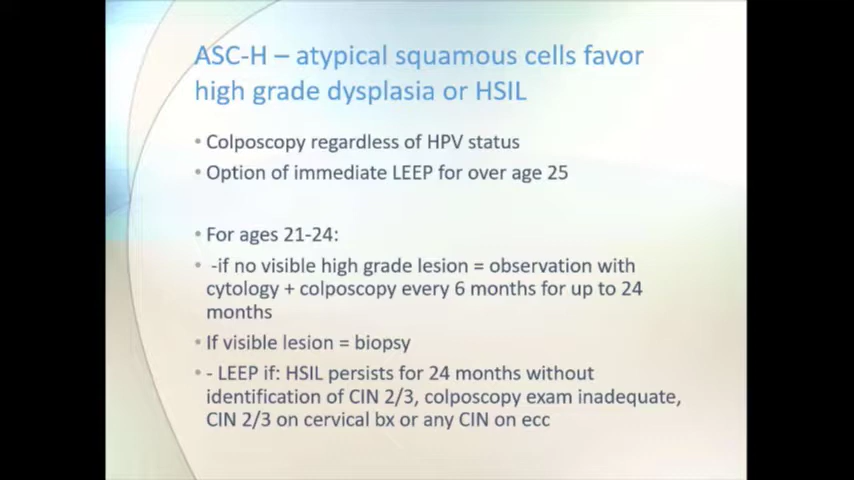 ASC-H – atypical squamous cells favor
high grade dysplasia or HSIL
• Colposcopy regardless of HPV status
• Option of immediate LEEP for over age 25
• For ages 21-24:
• -if no visible high grade lesion = observation with
cytology + colposcopy every 6 months for up to 24
months
• If visible lesion = biopsy
• - LEEP if: HSIL persists for 24 months without
identification of CIN 2/3, colposcopy exam inadequate,
CIN 2/3 on cervical bx or any CIN on ecc